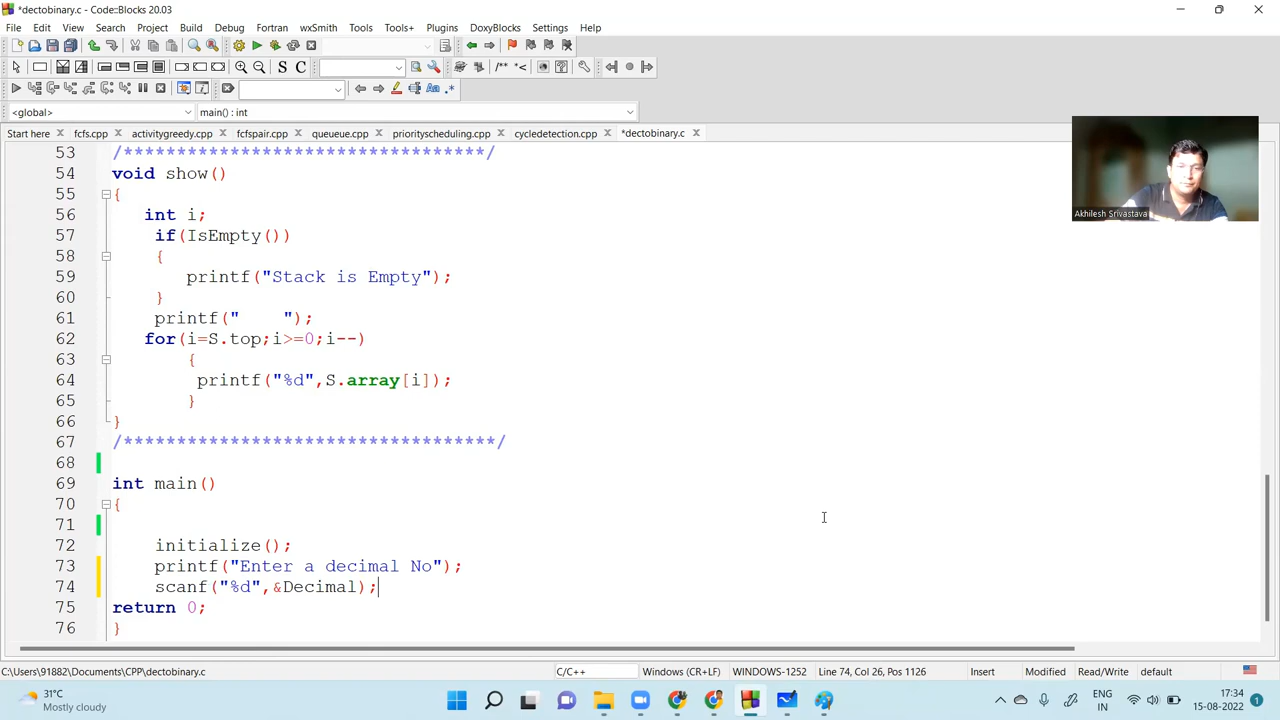 *dectobinary.c - Code::Blocks 20.03
File Edit View Search Project Build Debug Fortran wxSmith Tools Tools+ Plugins DoxyBlocks Settings Help
S C /** *<
Aa .*
<global> main() : int
Start here fcfs.cpp activitygreedy.cpp fcfspair.cpp queueue.cpp priorityscheduling.cpp cycledetection.cpp *dectobinary.c
53 /**********************************/
54 void show()
55 {
56 int i;
57 if(IsEmpty())
58 {
59 printf("Stack is Empty");
60 }
61 printf("    ");
62 for(i=S.top;i>=0;i--)
63 {
64 printf("%d",S.array[i]);
65 }
66 }
67 /***********************************/
68
69 int main()
70 {
71
72 initialize();
73 printf("Enter a decimal No");
74 scanf("%d",&Decimal);
75 return 0;
76 }
Akhilesh Srivastava
C:\Users\91882\Documents\CPP\dectobinary.c C/C++ Windows (CR+LF) WINDOWS-1252 Line 74, Col 26, Pos 1126 Insert Modified Read/Write default
31°C
Mostly cloudy
ENG
IN
17:34
15-08-2022
1